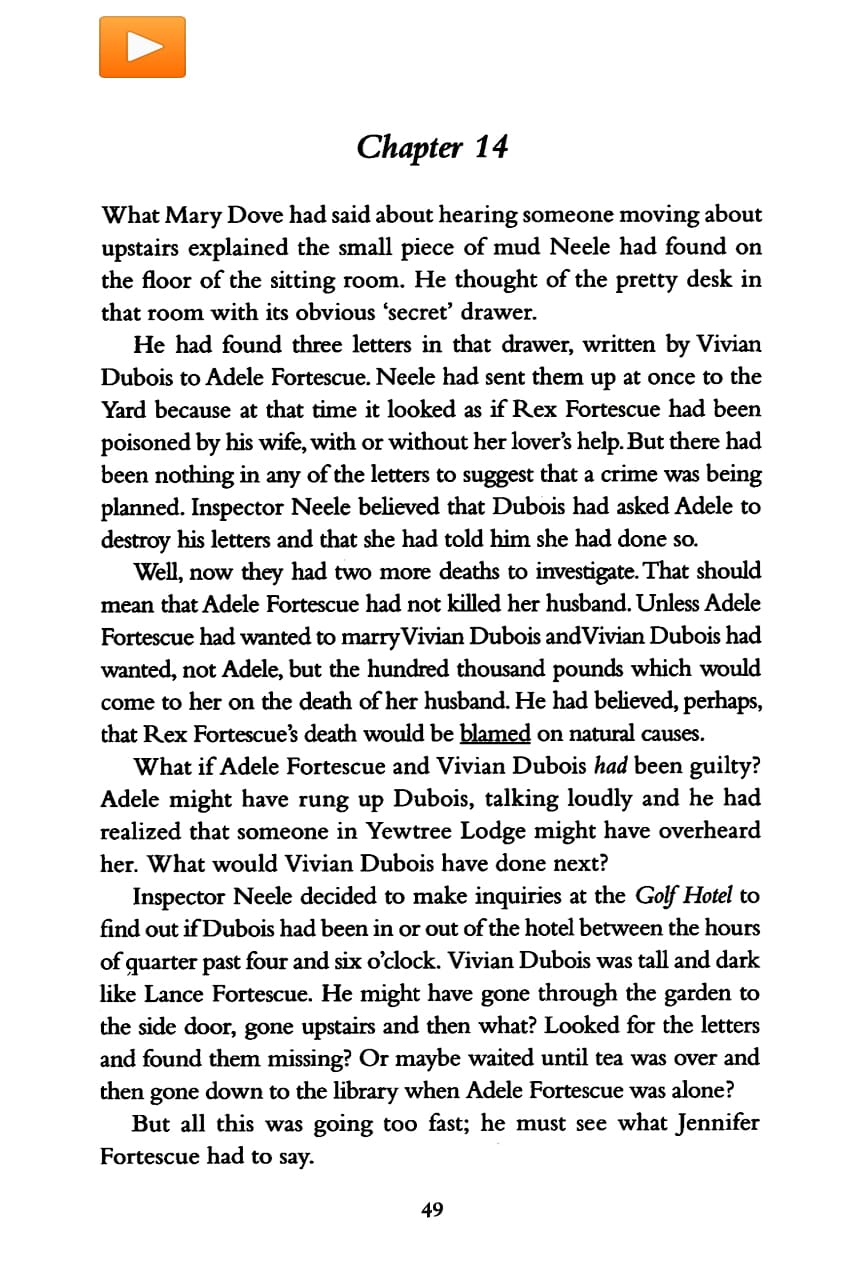 Chapter 14
What Mary Dove had said about hearing someone moving about
upstairs explained the small piece of mud Neele had found on
the floor of the sitting room. He thought of the pretty desk in
that room with its obvious ‘secret’ drawer.
He had found three letters in that drawer, written by Vivian
Dubois to Adele Fortescue. Neele had sent them up at once to the
Yard because at that time it looked as if Rex Fortescue had been
poisoned by his wife, with or without her lover’s help. But there had
been nothing in any of the letters to suggest that a crime was being
planned. Inspector Neele believed that Dubois had asked Adele to
destroy his letters and that she had told him she had done so.
Well, now they had two more deaths to investigate. That should
mean that Adele Fortescue had not killed her husband. Unless Adele
Fortescue had wanted to marry Vivian Dubois and Vivian Dubois had
wanted, not Adele, but the hundred thousand pounds which would
come to her on the death of her husband. He had believed, perhaps,
that Rex Fortescue’s death would be blamed on natural causes.
What if Adele Fortescue and Vivian Dubois had been guilty?
Adele might have rung up Dubois, talking loudly and he had
realized that someone in Yewtree Lodge might have overheard
her. What would Vivian Dubois have done next?
Inspector Neele decided to make inquiries at the Golf Hotel to
find out if Dubois had been in or out of the hotel between the hours
of quarter past four and six o’clock. Vivian Dubois was tall and dark
like Lance Fortescue. He might have gone through the garden to
the side door, gone upstairs and then what? Looked for the letters
and found them missing? Or maybe waited until tea was over and
then gone down to the library when Adele Fortescue was alone?
But all this was going too fast; he must see what Jennifer
Fortescue had to say.
49